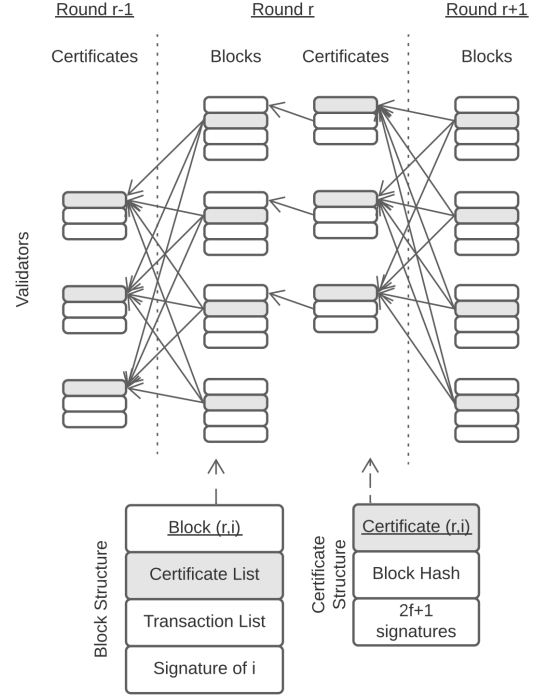 Round r-1
Round r
Round r+1
Certificates
Blocks
Certificates
Blocks
Validators
Block Structure
Block (r,i)
Certificate List
Transaction List
Signature of i
Certificate
Structure
Certificate (r,i)
Block Hash
2f+1
signatures